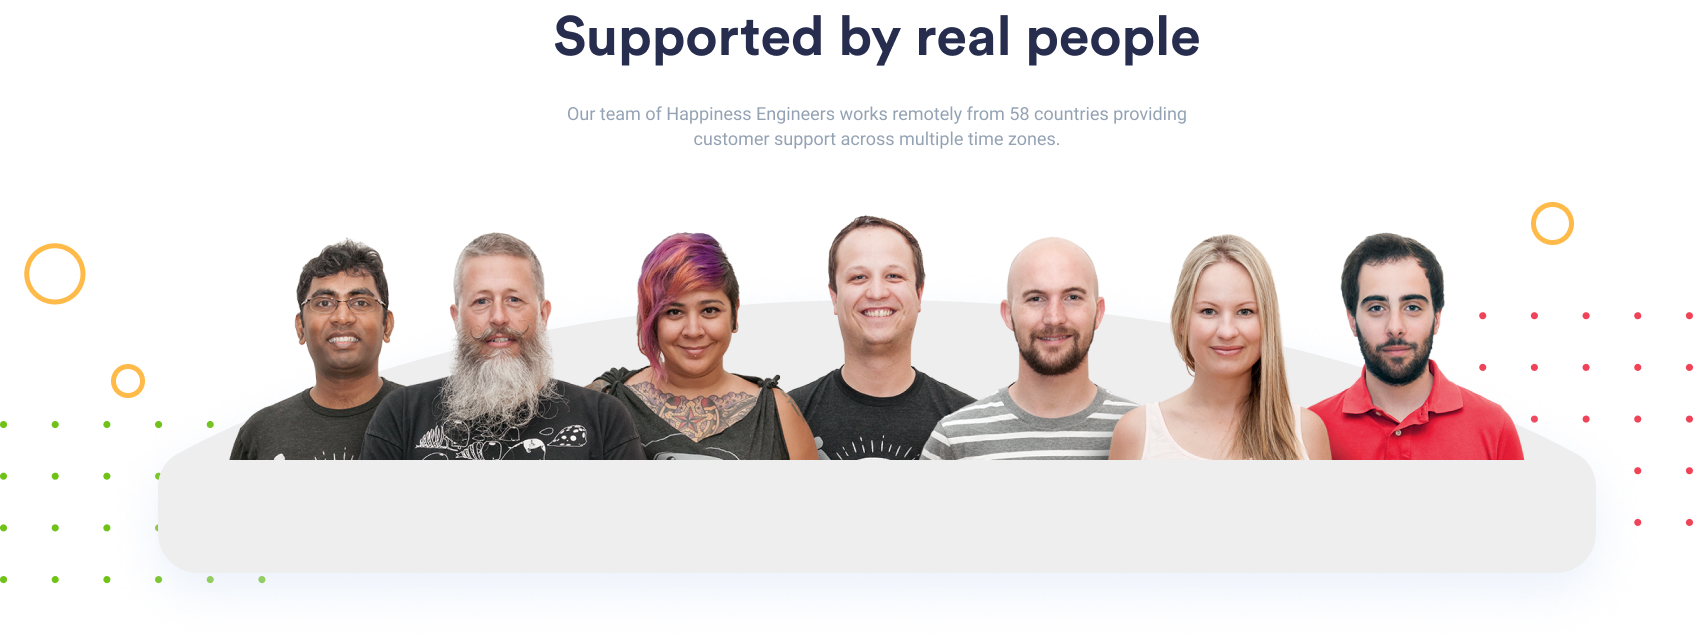 Supported by real people
Our team of Happiness Engineers works remotely from 58 countries providing
customer support across multiple time zones.